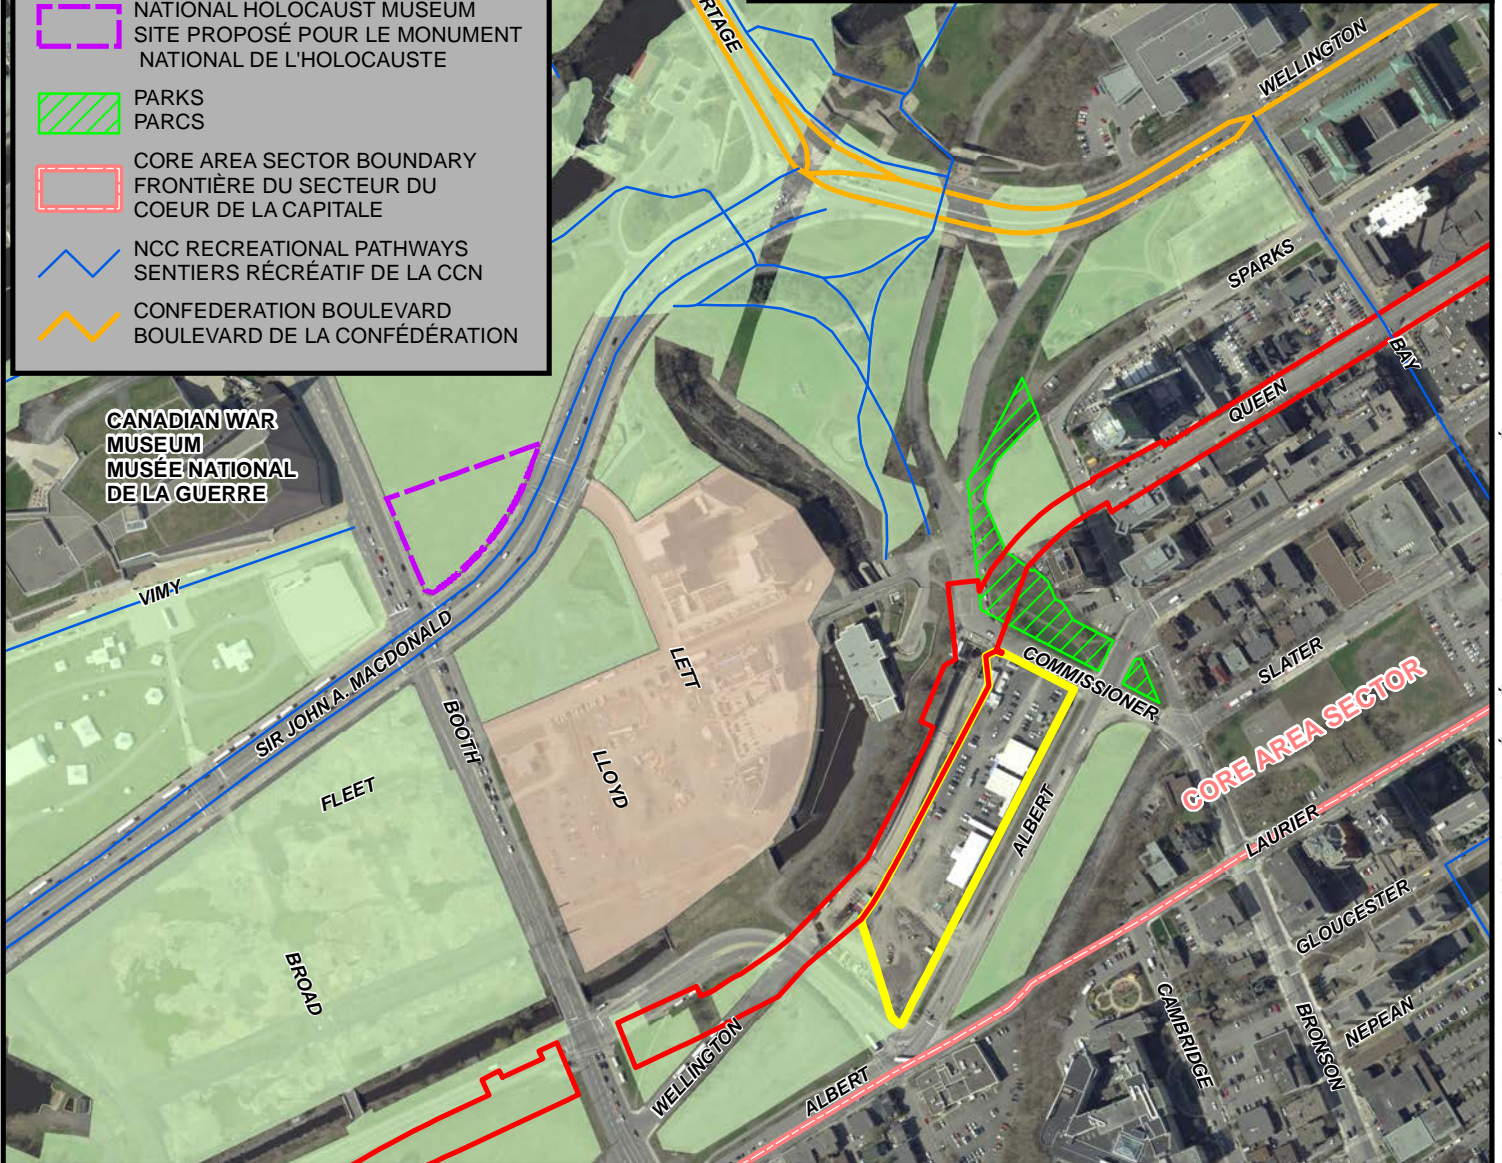 NATIONAL HOLOCAUST MUSEUM
SITE PROPOSÉ POUR LE MONUMENT
NATIONAL DE L'HOLOCAUSTE
PARKS
PARCS
CORE AREA SECTOR BOUNDARY
FRONTIÈRE DU SECTEUR DU
COEUR DE LA CAPITALE
NCC RECREATIONAL PATHWAYS
SENTIERS RÉCRÉATIF DE LA CCN
CONFEDERATION BOULEVARD
BOULEVARD DE LA CONFÉDÉRATION
RTAGE
WELLINGTON
SPARKS
BAY
QUEEN
CANADIAN WAR
MUSEUM
MUSÉE NATIONAL
DE LA GUERRE
VIMY
SIR JOHN A. MACDONALD
BOOTH
LETT
COMMISSIONER
SLATER
CORE AREA SECTOR
FLEET
LLOYD
ALBERT
LAURIER
GLOUCESTER
BROAD
CAMBRIDGE
BRONSON
NEPEAN
WELLINGTON
ALBERT